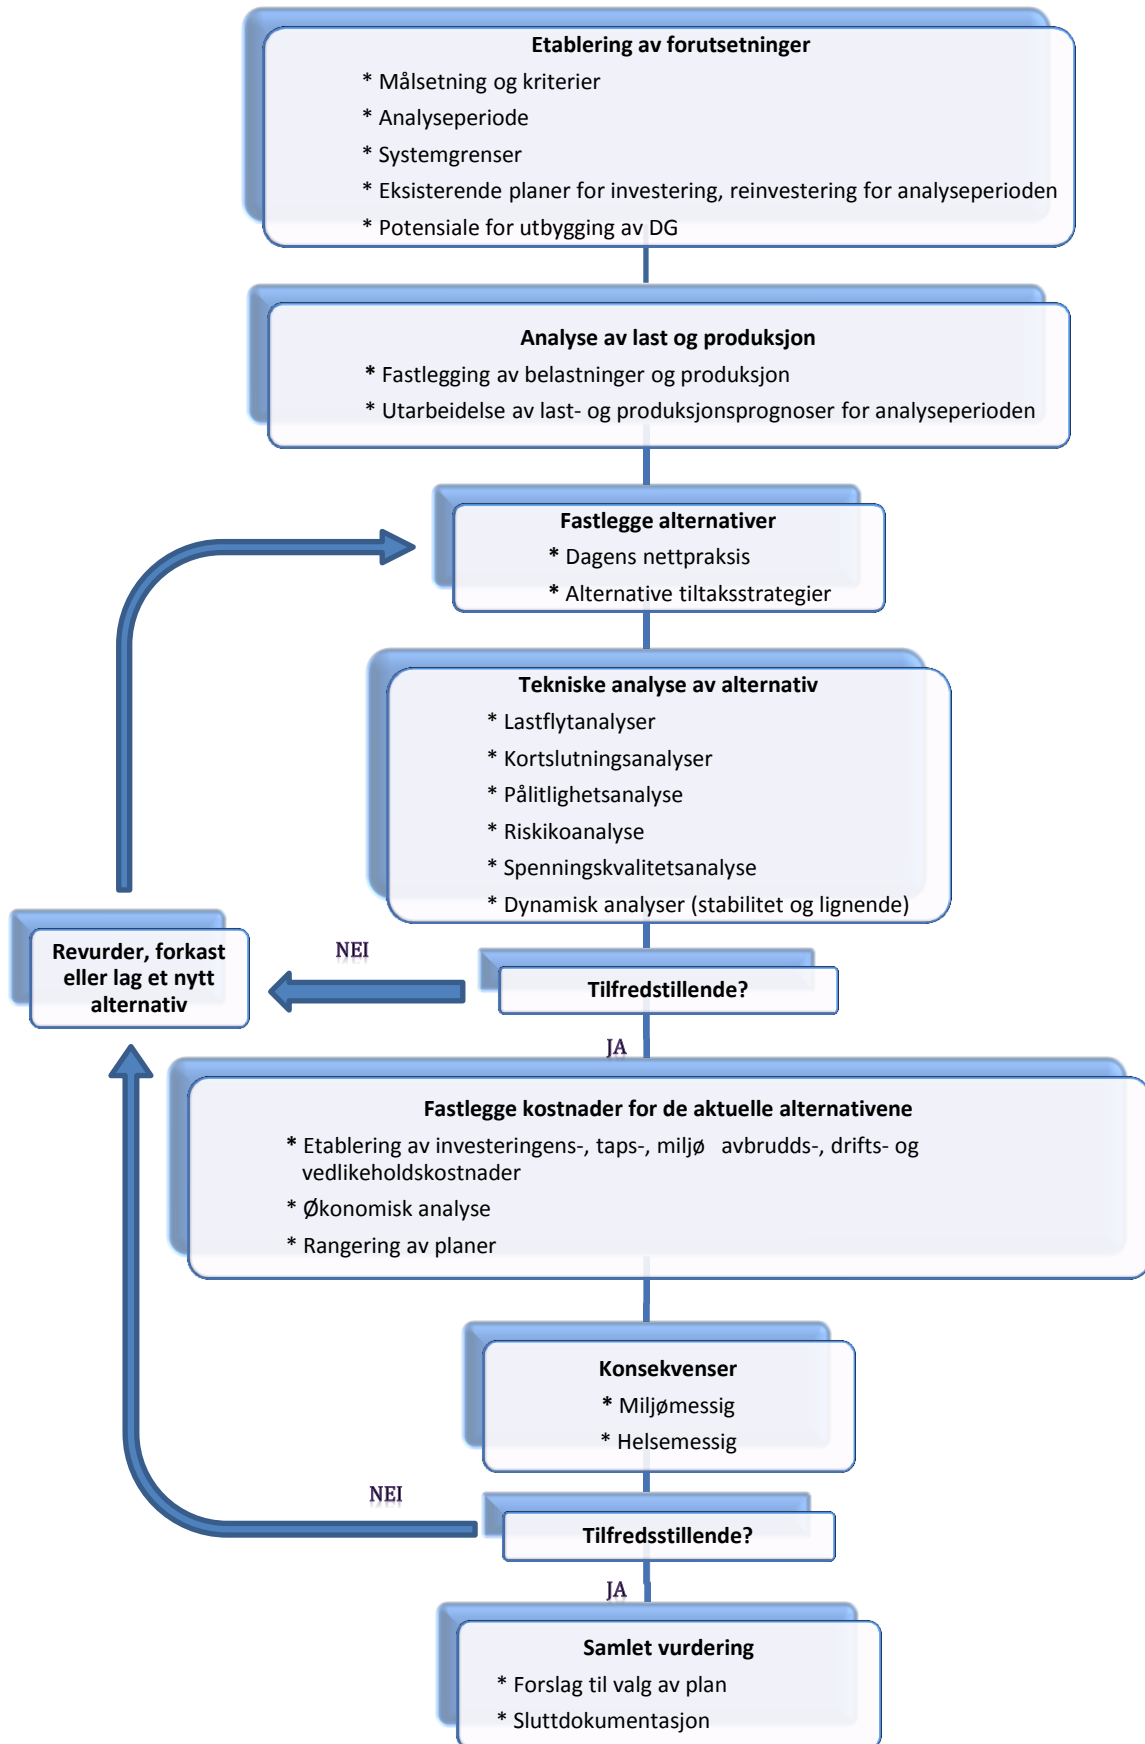 Etablering av forutsetninger
* Målsetning og kriterier
* Analyseperiode
* Systemgrenser
* Eksisterende planer for investering, reinvestering for analyseperioden
* Potensiale for utbygging av DG
Analyse av last og produksjon
* Fastlegging av belastninger og produksjon
* Utarbeidelse av last- og produksjonsprognoser for analyseperioden
Fastlegge alternativer
* Dagens nettpraksis
* Alternative tiltaksstrategier
Tekniske analyse av alternativ
* Lastflytanalyser
* Kortslutningsanalyser
* Pålitlighetsanalyse
* Riskikoanalyse
* Spenningskvalitetsanalyse
* Dynamisk analyser (stabilitet og lignende)
Revurder, forkast
eller lag et nytt
alternativ
NEI
Tilfredstillende?
JA
Fastlegge kostnader for de aktuelle alternativene
* Etablering av investeringens-, taps-, miljø avbrudds-, drifts- og
vedlikeholdskostnader
* Økonomisk analyse
* Rangering av planer
Konsekvenser
* Miljømessig
* Helsemessig
NEI
Tilfredsstillende?
JA
Samlet vurdering
* Forslag til valg av plan
* Sluttdokumentasjon